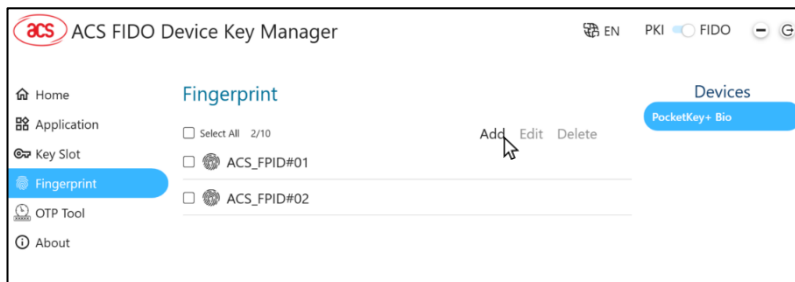 acs ACS FIDO Device Key Manager EN PKI FIDO
Home
Application
Key Slot
Fingerprint
OTP Tool
About
Fingerprint
Select All 2/10 Add Edit Delete
ACS_FPID#01
ACS_FPID#02
Devices
PocketKey+ Bio